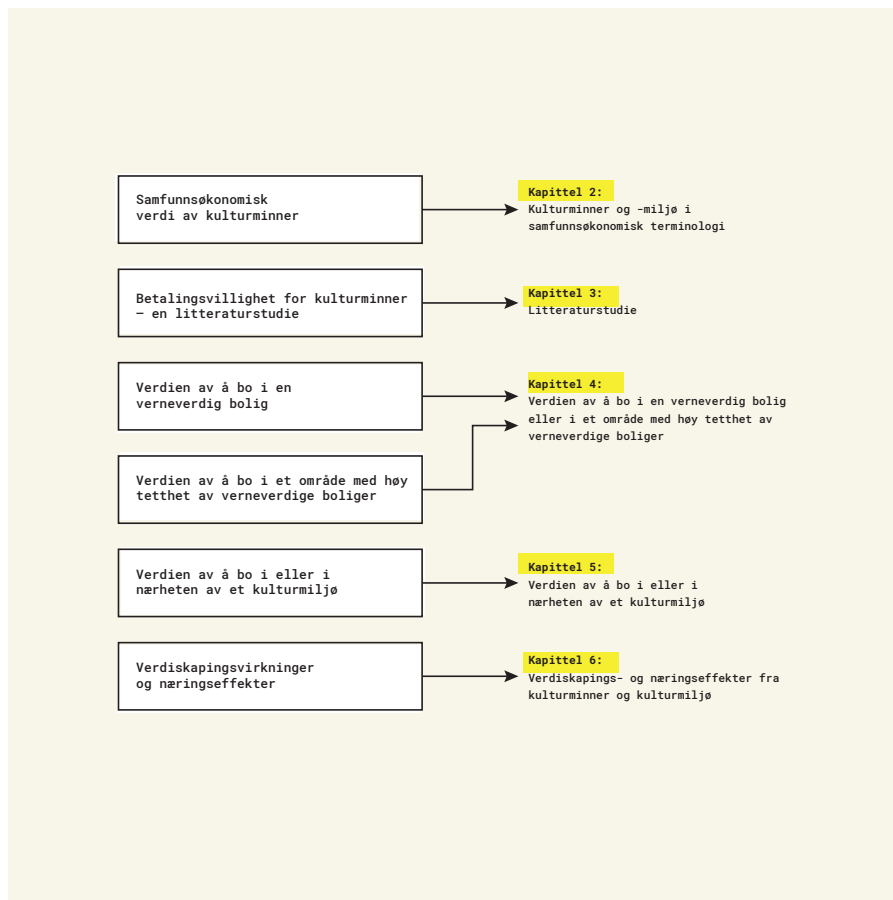 Samfunnsøkonomisk
verdi av kulturminner
Kapittel 2:
Kulturminner og -miljø i
samfunnsøkonomisk terminologi
Betalingsvillighet for kulturminner
– en litteraturstudie
Kapittel 3:
Litteraturstudie
Verdien av å bo i en
verneverdig bolig
Kapittel 4:
Verdien av å bo i en verneverdig bolig
eller i et område med høy tetthet av
verneverdige boliger
Verdien av å bo i et område med høy
tetthet av verneverdige boliger
Verdien av å bo i eller i
nærheten av et kulturmiljø
Kapittel 5:
Verdien av å bo i eller i
nærheten av et kulturmiljø
Verdiskapingsvirkninger
og næringseffekter
Kapittel 6:
Verdiskapings- og næringseffekter fra
kulturminner og kulturmiljø